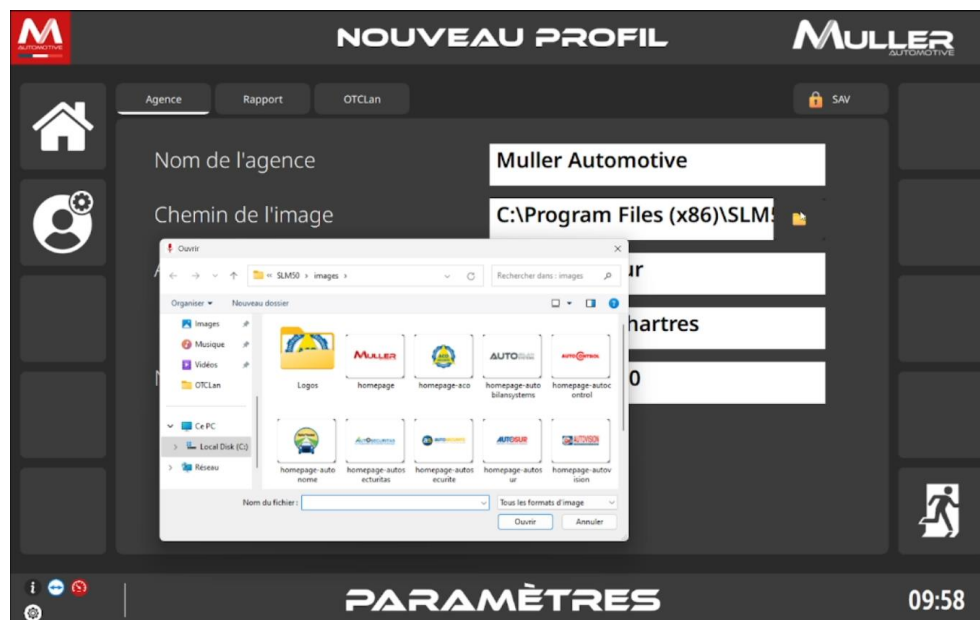 MULLER
AUTOMOTIVE
NOUVEAU PROFIL
AUTOMOTIVE
Agence
Rapport
OTCLan
SAV
Nom de l'agence
Muller Automotive
Chemin de l'image
C:\Program Files (x86)\SLM5
Ouvrir
« SLM50 › images ›
Rechercher dans : images
Organiser
Nouveau dossier
Images
Musique
Vidéos
OTCLan
Ce PC
Local Disk (C:)
Réseau
Logos
MULLER
homepage
homepage-aco
AUTO
homepage-auto
bilansystems
AUTOCONTROL
homepage-autoc
ontrol
homepage-auto
nome
AUTOSECURITAS
homepage-autos
ecturitas
AUTOSECURITE
homepage-autos
ecurite
AUTOSUR
homepage-autos
ur
AUTOVISION
homepage-autov
ision
ur
hartres
0
Nom du fichier :
Tous les formats d'image
Ouvrir
Annuler
PARAMÈTRES
09:58